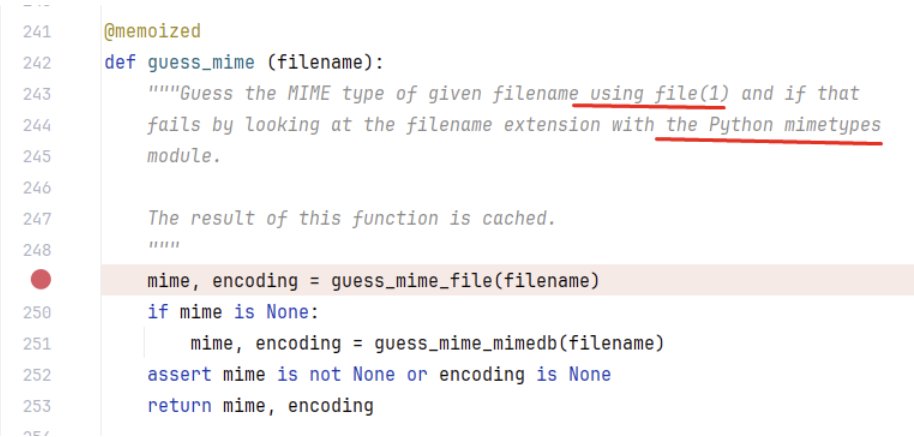 241 @memoized
242 def guess_mime (filename):
243 """Guess the MIME type of given filename using file(1) and if that
244 fails by looking at the filename extension with the Python mimetypes
245 module.
246
247 The result of this function is cached.
248 """
mime, encoding = guess_mime_file(filename)
250 if mime is None:
251 mime, encoding = guess_mime_mimedb(filename)
252 assert mime is not None or encoding is None
253 return mime, encoding